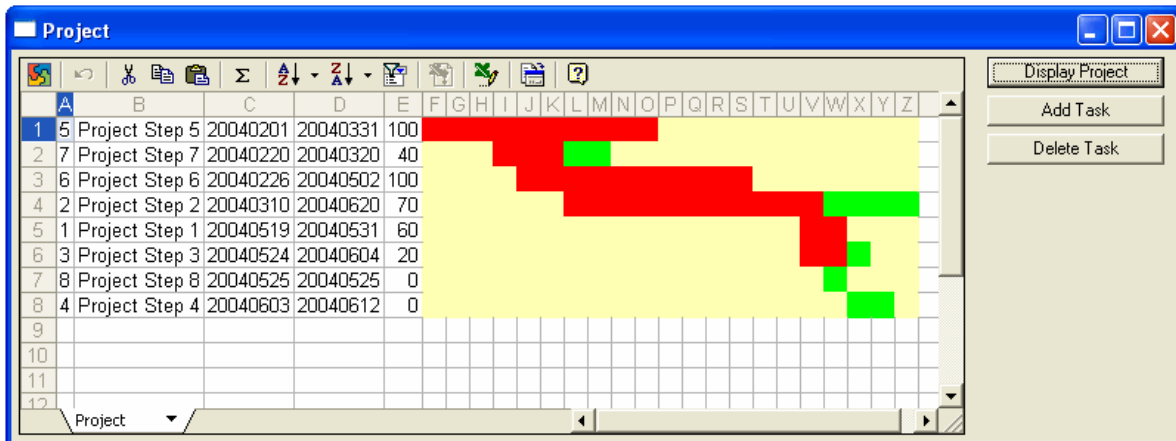 Project
Σ A Z Z A ?
Display Project
Add Task
Delete Task
A B C D E F G H I J K L M N O P Q R S T U V W X Y Z
1 5 Project Step 5 20040201 20040331 100
2 7 Project Step 7 20040220 20040320 40
3 6 Project Step 6 20040226 20040502 100
4 2 Project Step 2 20040310 20040620 70
5 1 Project Step 1 20040519 20040531 60
6 3 Project Step 3 20040524 20040604 20
7 8 Project Step 8 20040525 20040525 0
8 4 Project Step 4 20040603 20040612 0
9
10
11
12
Project